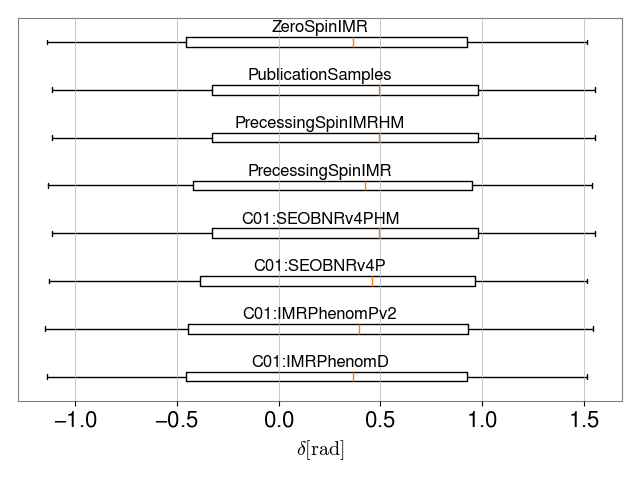 ZeroSpinIMR
PublicationSamples
PrecessingSpinIMRHM
PrecessingSpinIMR
C01:SEOBNRv4PHM
C01:SEOBNRv4P
C01:IMRPhenomPv2
C01:IMRPhenomD
−1.0 −0.5 0.0 0.5 1.0 1.5
δ[rad]